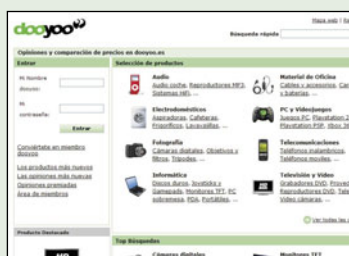 dooyoo
Mapa web |
Búsqueda rápida
Opiniones y comparación de precios en dooyoo.es
Entrar
Mi Nombre
dooyoo:
Mi
contraseña:
Entrar
Conviértete en miembro
dooyoo
Los productos más nuevos
Las opiniones más nuevas
Opiniones premiadas
Área de miembros
Producto Destacado
Selección de productos
Audio
Audio coche, Reproductores MP3,
Sistemas HiFi, ...
Material de Oficina
Cables y accesorios,
y baterías, ...
Electrodomésticos
Aspiradoras, Cafeteras,
Frigoríficos, Lavavajillas, ...
PC y Videojuegos
Juegos PC, Playstation 2
Playstation PSP, Xbox 36
Fotografía
Cámaras digitales, Objetivos y
filtros, Trípodes, ...
Telecomunicaciones
Teléfonos inalámbricos,
Teléfonos móviles, ...
Informática
Discos duros, Joysticks y
Gamepads, Monitores TFT, PC
sobremesa, PDA, Portátiles, ...
Televisión y Vídeo
Grabadores DVD,
Reproductores DVD,
Vídeo cámaras, ...
Ver todas las
Top Búsquedas
Cámaras digitales
Monitores TFT